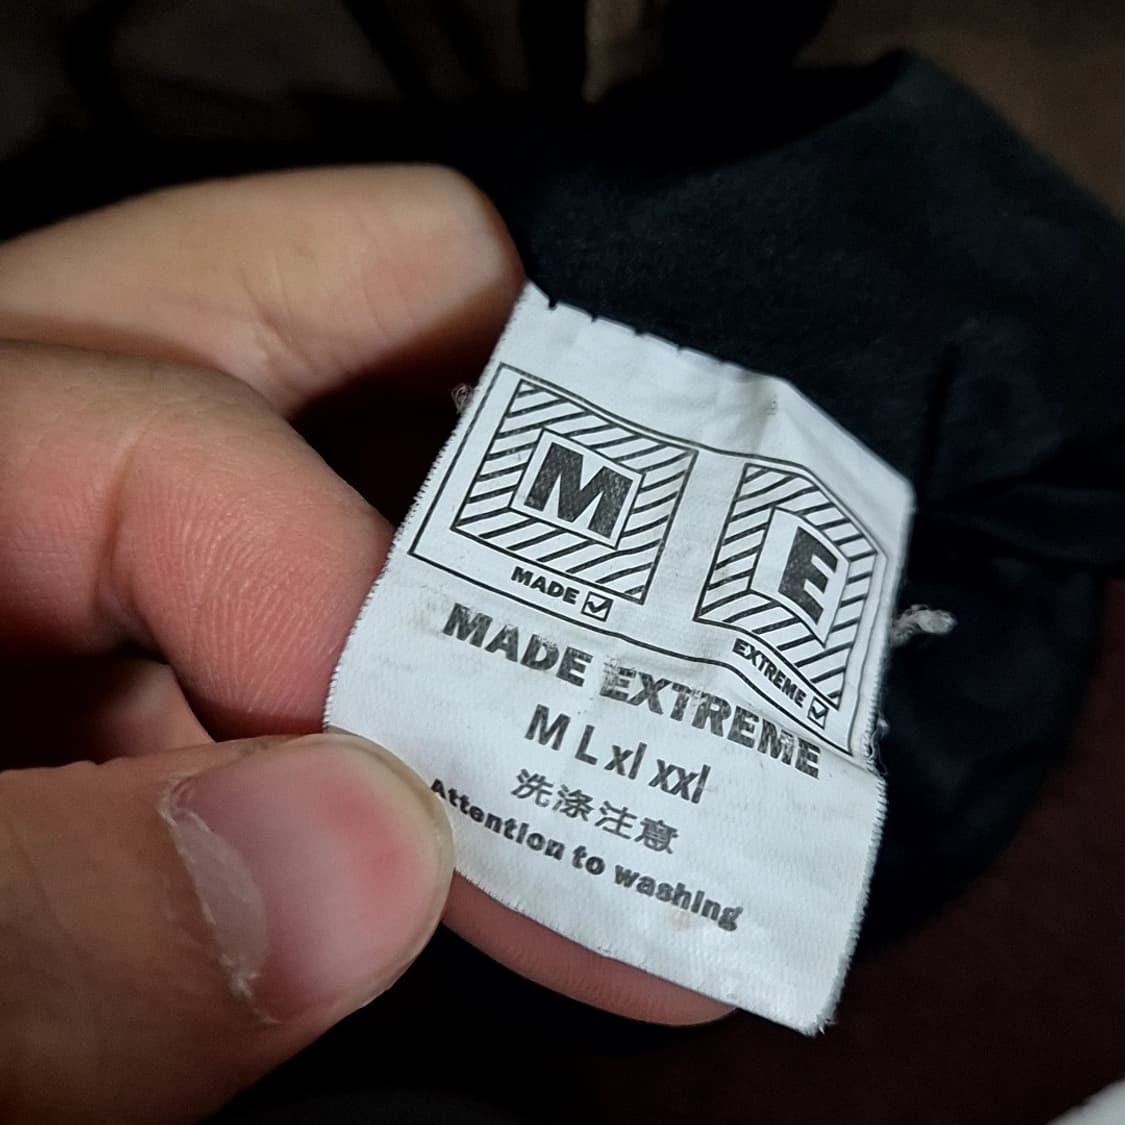 M
E
MADE
EXTREME
MADE EXTREME
M L xl xxl
洗涤注意
Attention to washing